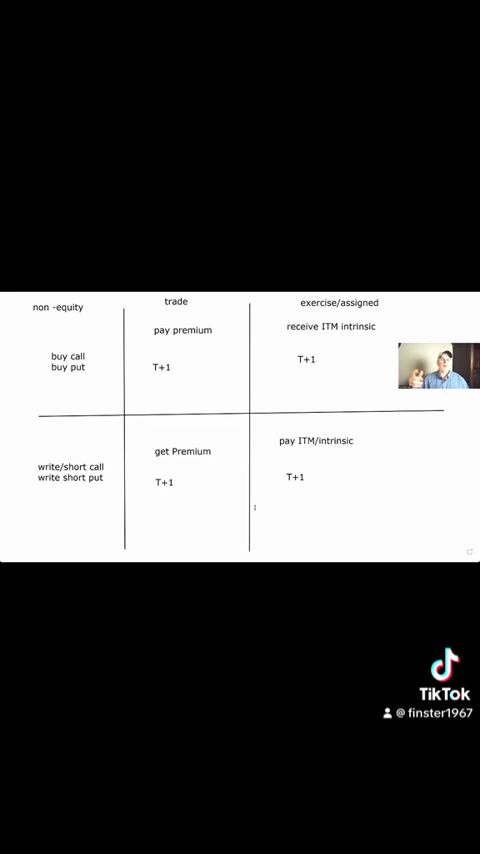 non -equity
trade
exercise/assigned
pay premium
receive ITM intrinsic
buy call
buy put
T+1
T+1
get Premium
pay ITM/intrinsic
write/short call
write short put
T+1
T+1
TikTok
@ finster1967